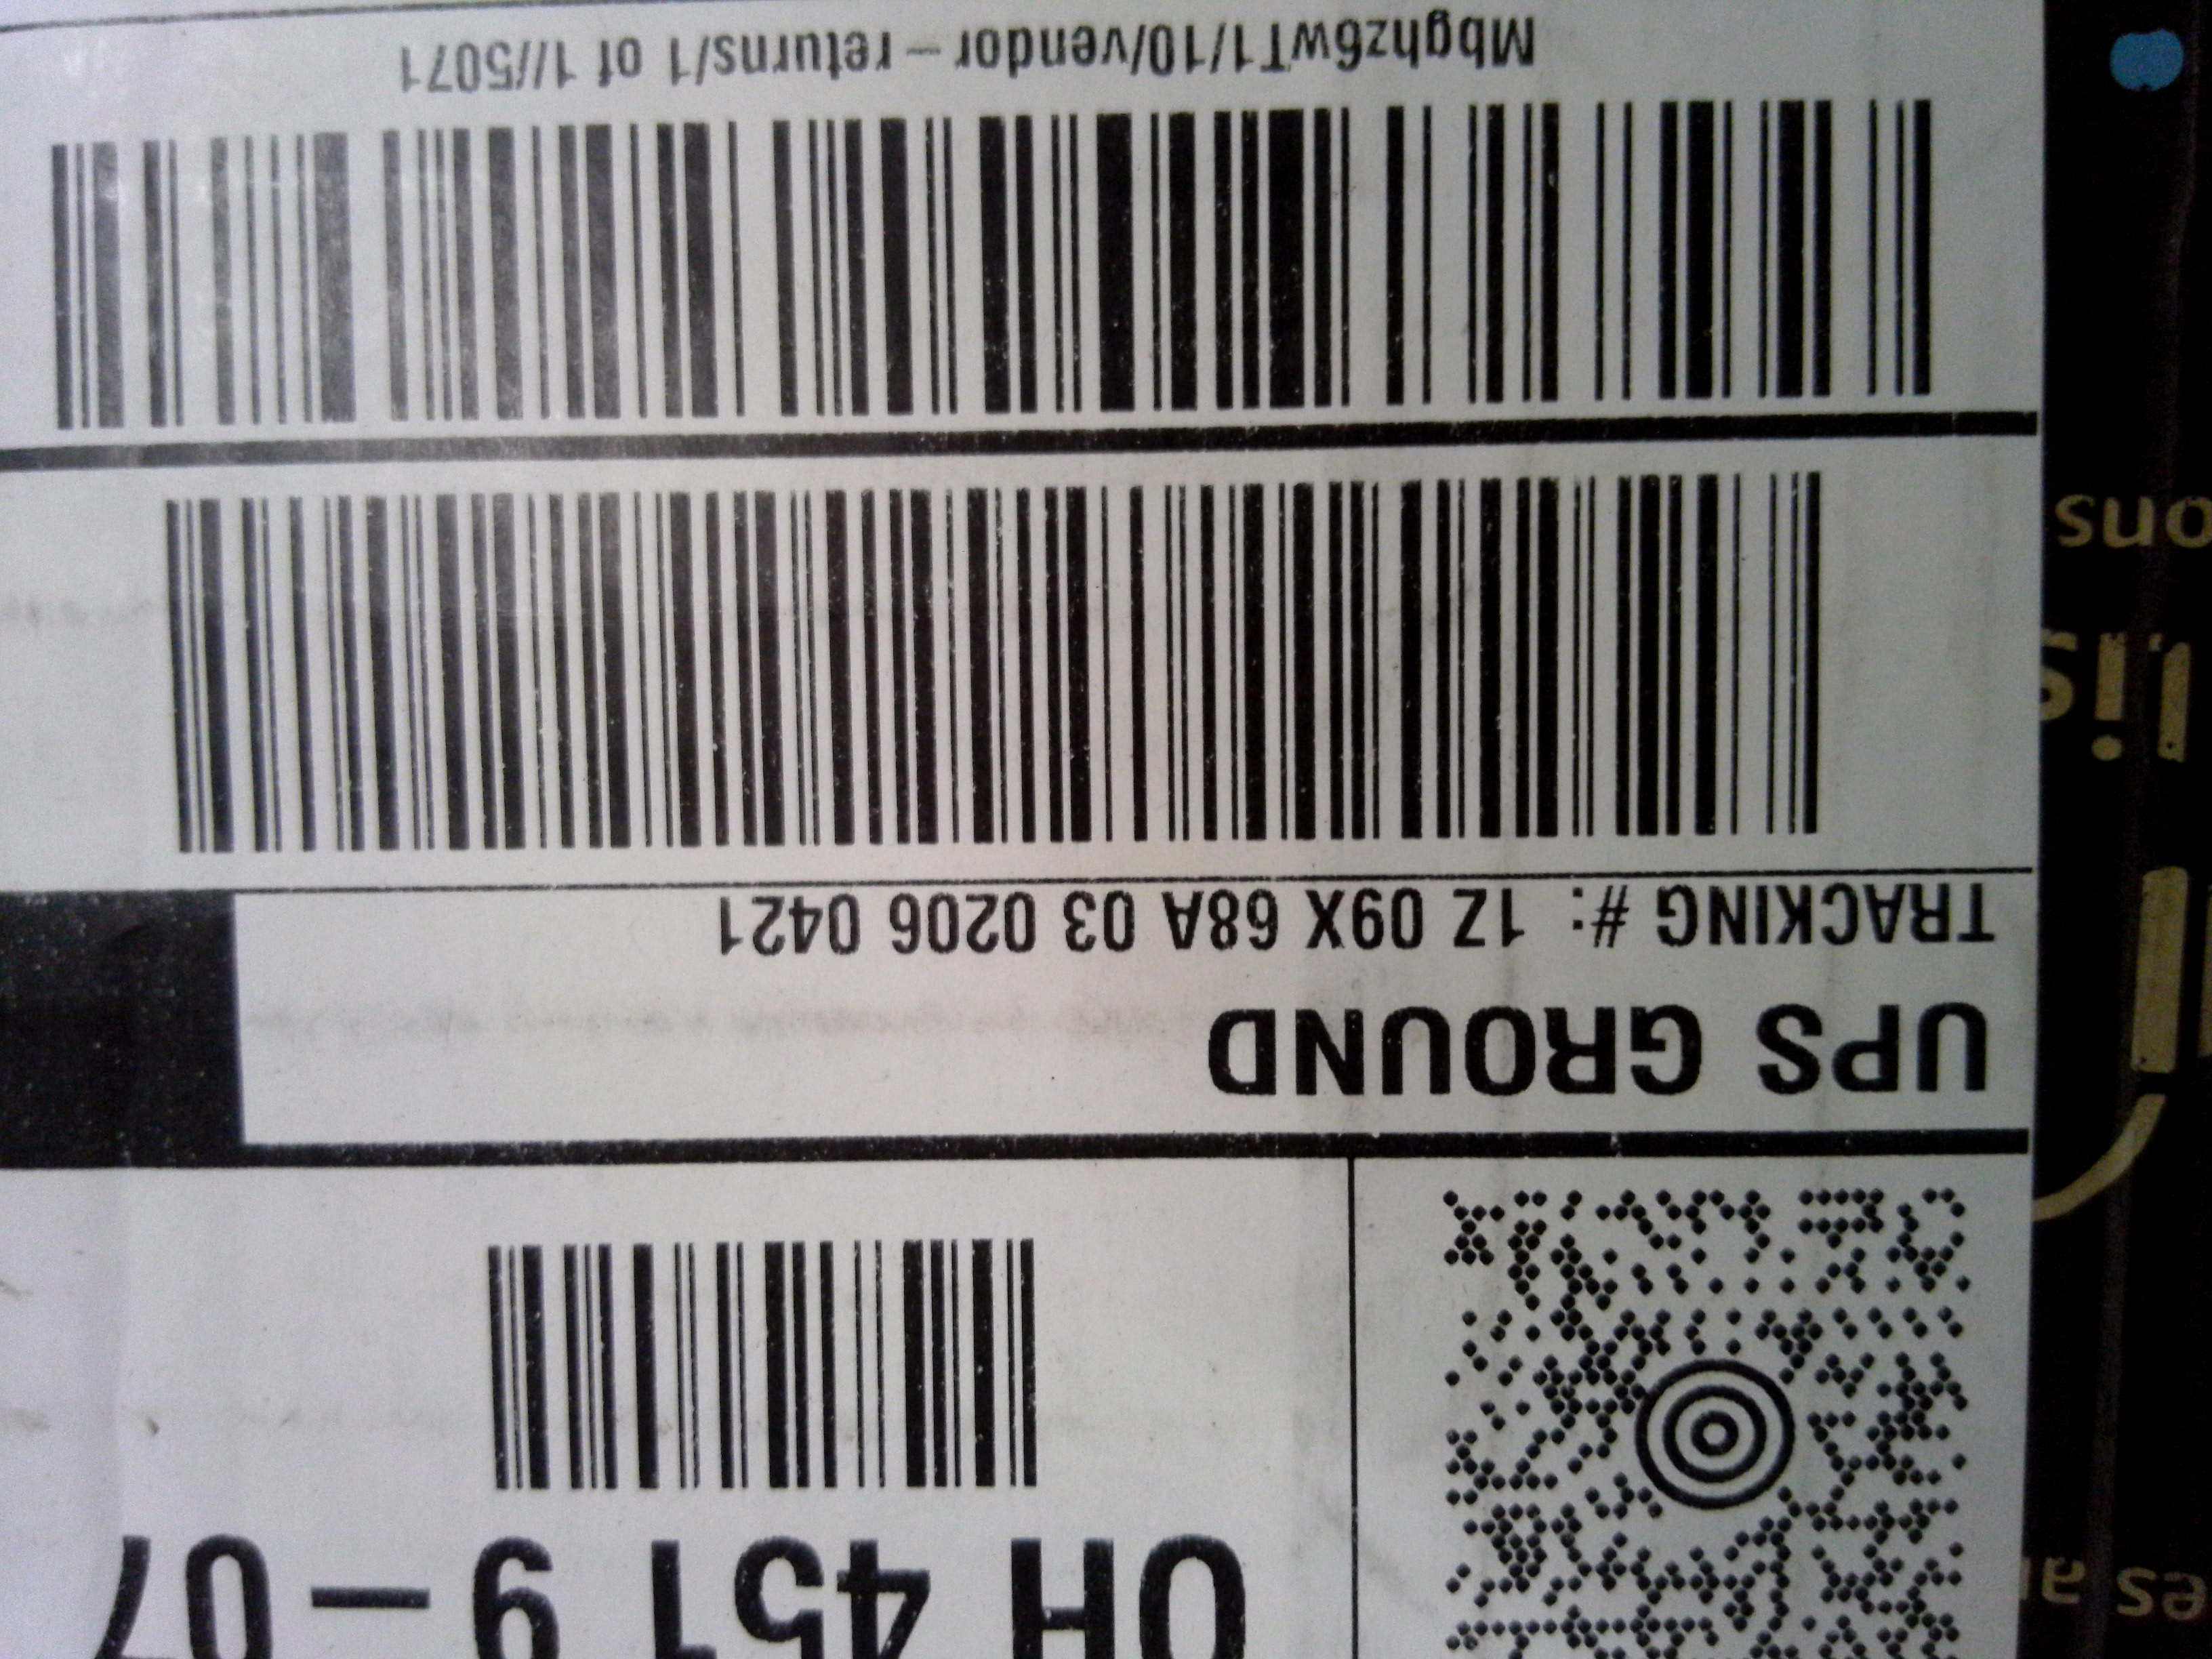 OH 451 9 – 07
UPS GROUND
TRACKING #: 1Z 09X 68A 03 0206 0421
Mbghz6wT1/10/vendor – returns/1 of 1//5071
ons